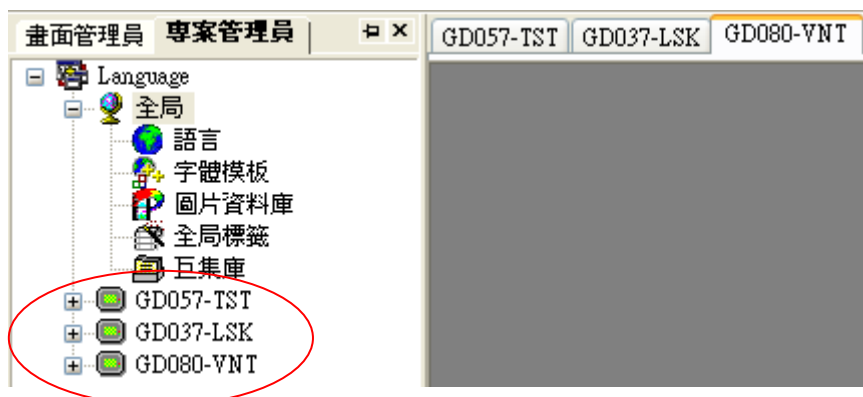 畫面管理員 專案管理員 GD057-TST GD037-LSK GD080-VNT
Language
全局
語言
字體模板
圖片資料庫
全局標籤
巨集庫
GD057-TST
GD037-LSK
GD080-VNT